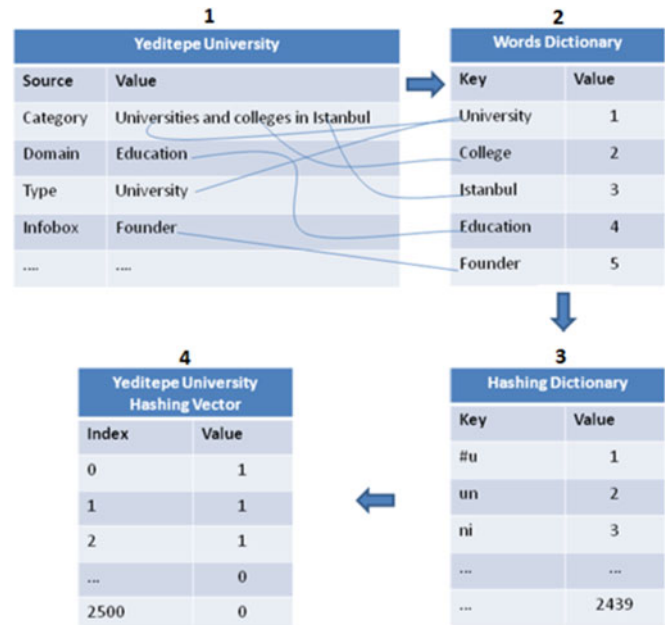 1
Yeditepe University
Source Value
Category Universities and colleges in Istanbul
Domain Education
Type University
Infobox Founder
.... ....
2
Words Dictionary
Key Value
University 1
College 2
Istanbul 3
Education 4
Founder 5
3
Hashing Dictionary
Key Value
#u 1
un 2
ni 3
... ...
... 2439
4
Yeditepe University
Hashing Vector
Index Value
0 1
1 1
2 1
... 0
2500 0